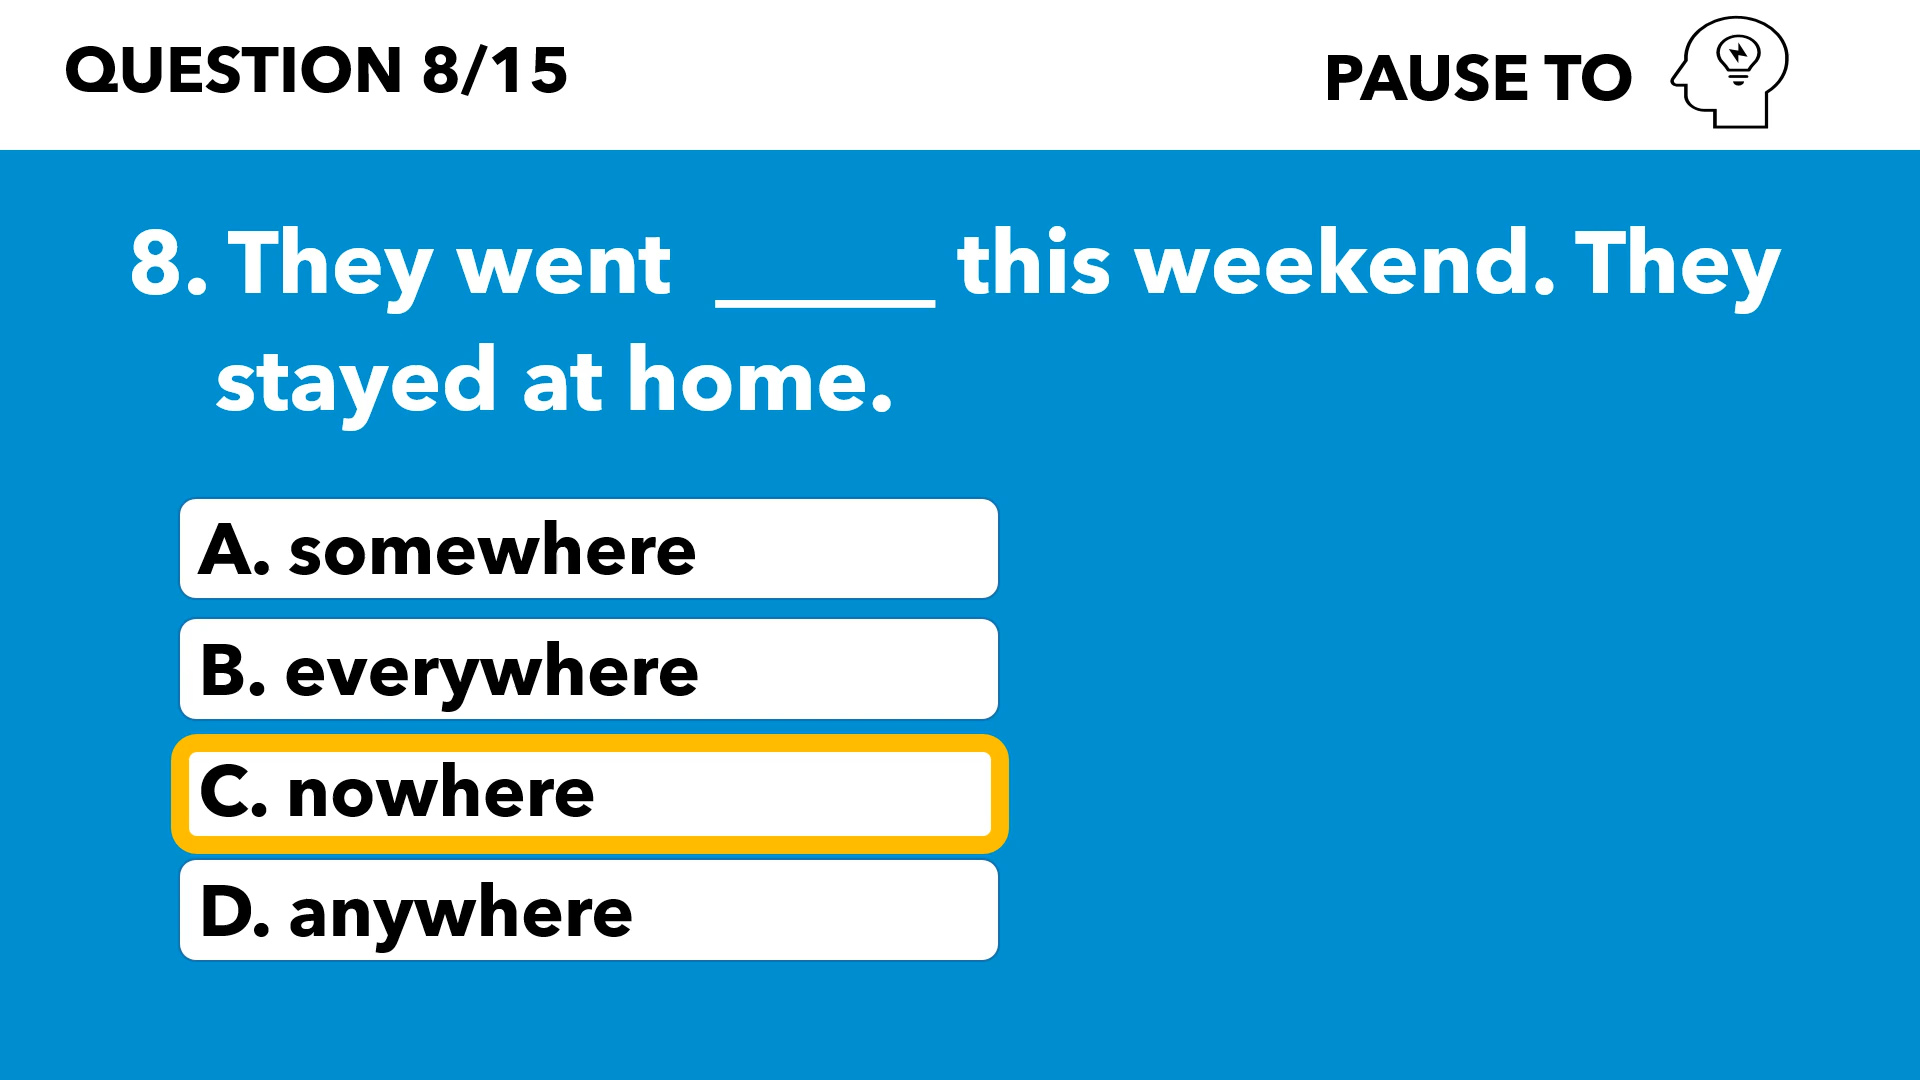 QUESTION 8/15
PAUSE TO
8. They went _____ this weekend. They
stayed at home.
A. somewhere
B. everywhere
C. nowhere
D. anywhere